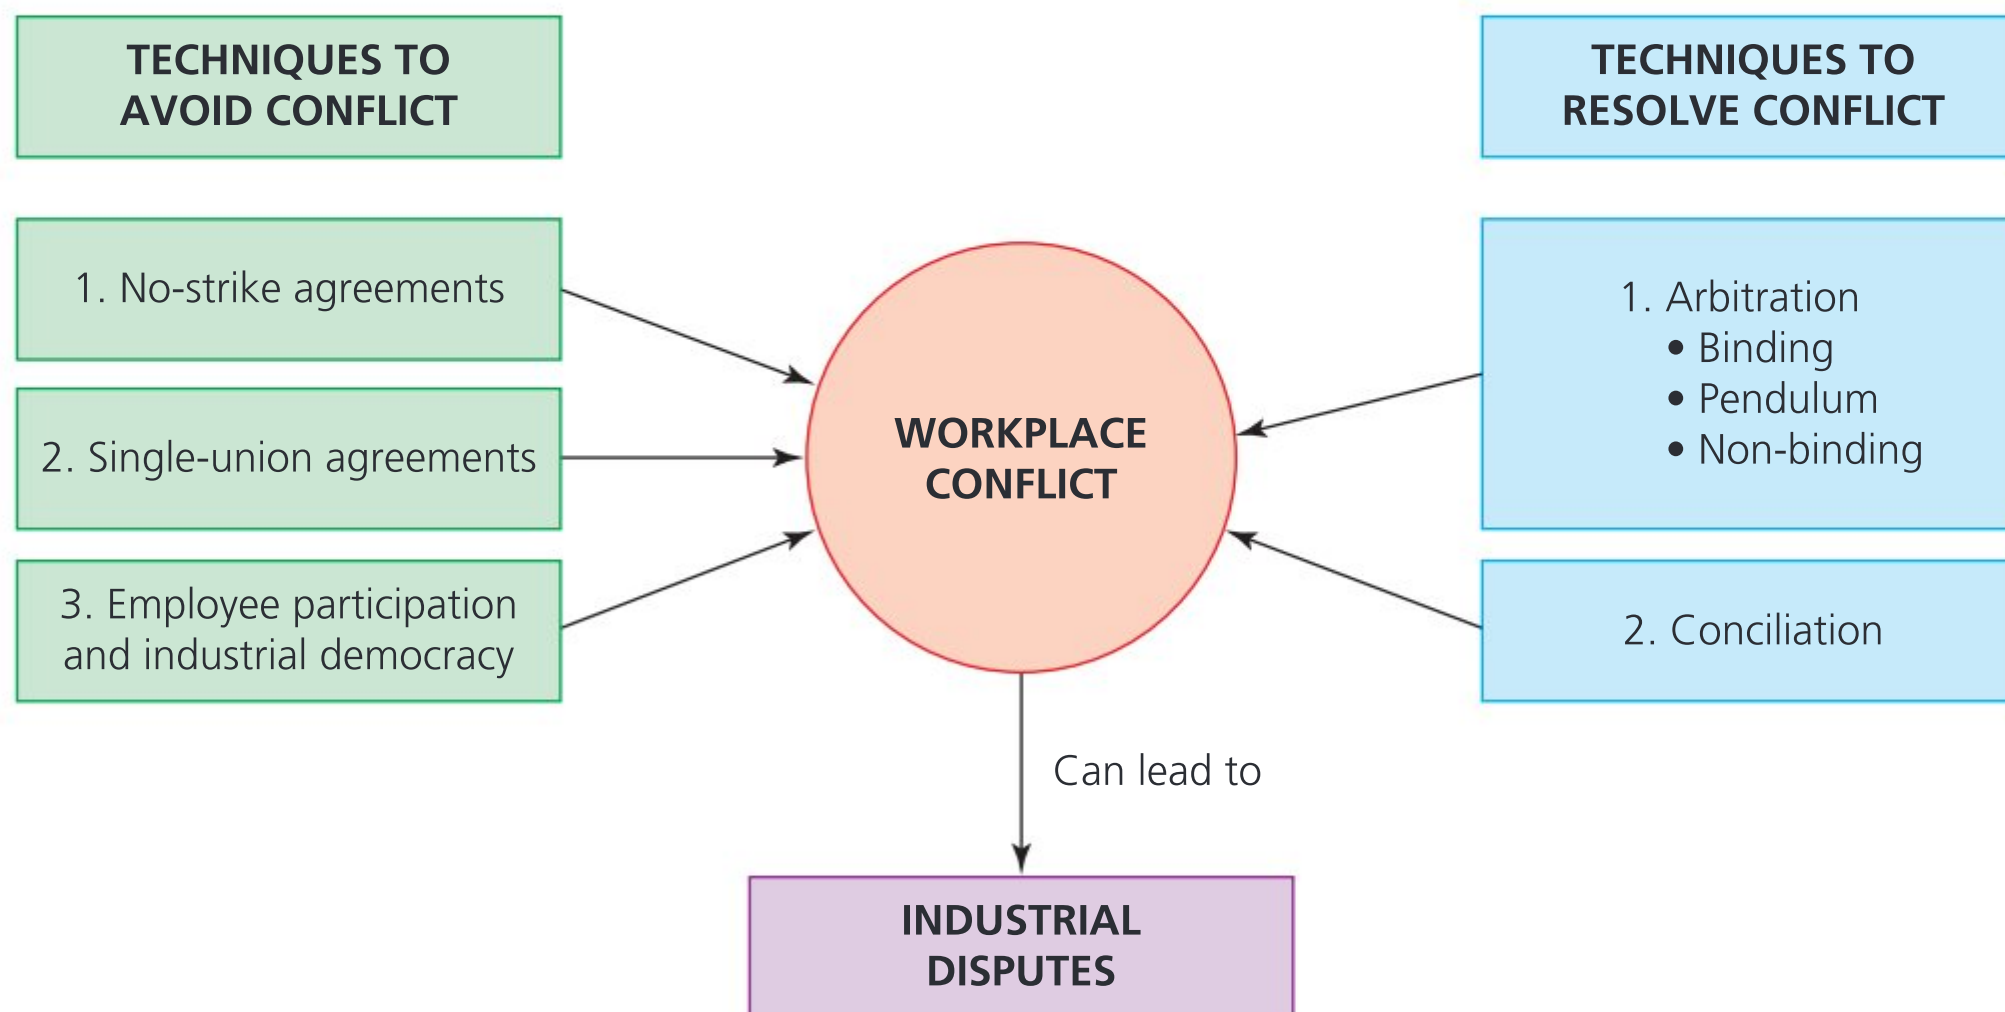 TECHNIQUES TO
AVOID CONFLICT
1. No-strike agreements
2. Single-union agreements
3. Employee participation
and industrial democracy
WORKPLACE
CONFLICT
Can lead to
INDUSTRIAL
DISPUTES
TECHNIQUES TO
RESOLVE CONFLICT
1. Arbitration
• Binding
• Pendulum
• Non-binding
2. Conciliation